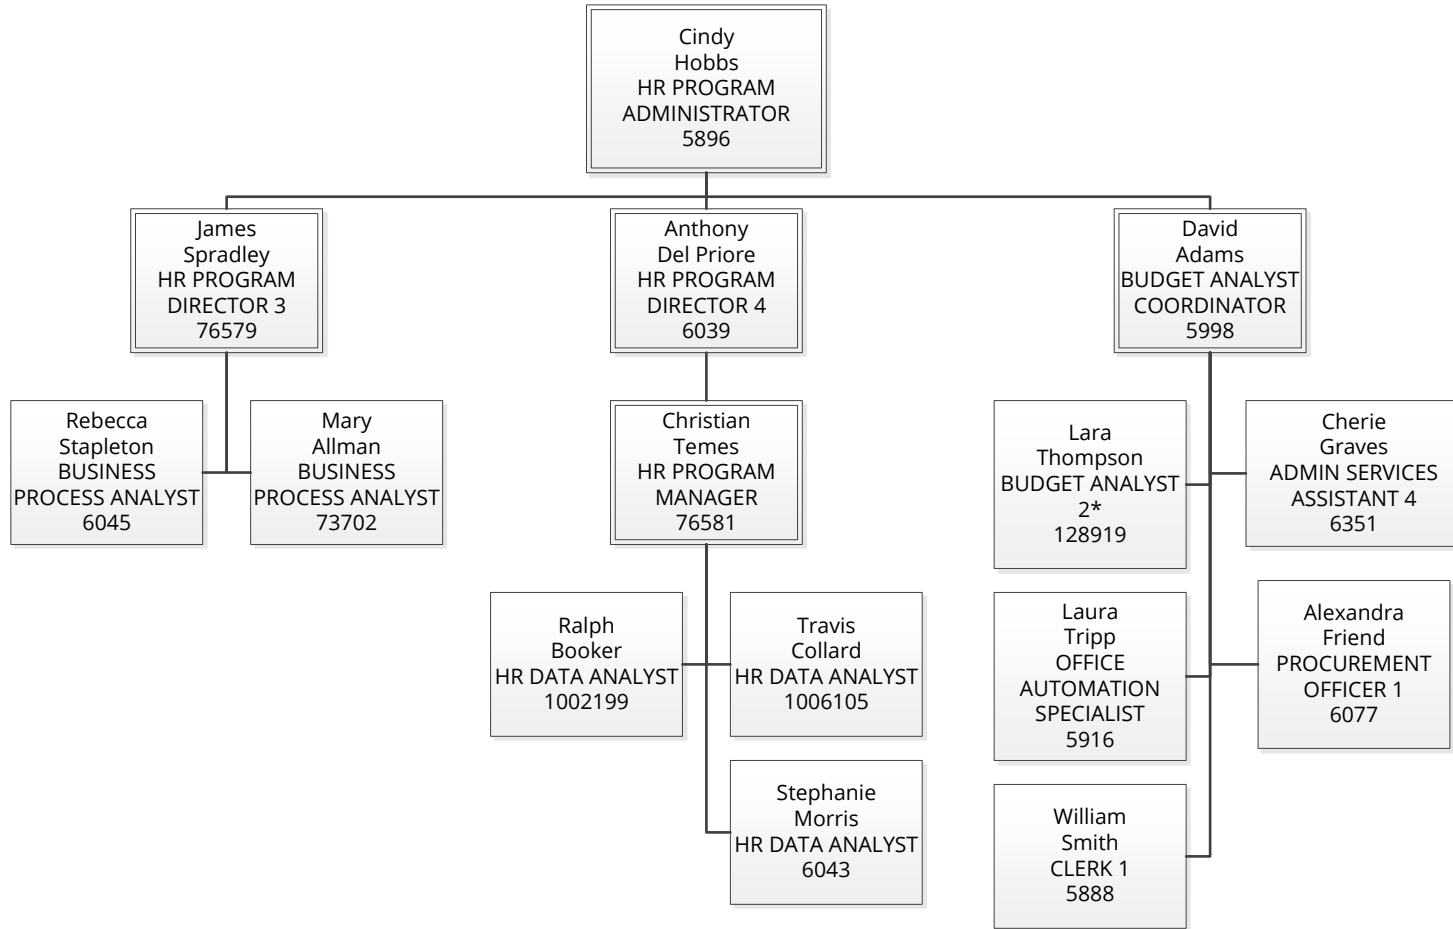 Cindy
Hobbs
HR PROGRAM
ADMINISTRATOR
5896
James
Spradley
HR PROGRAM
DIRECTOR 3
76579
Anthony
Del Priore
HR PROGRAM
DIRECTOR 4
6039
David
Adams
BUDGET ANALYST
COORDINATOR
5998
Rebecca
Stapleton
BUSINESS
PROCESS ANALYST
6045
Mary
Allman
BUSINESS
PROCESS ANALYST
73702
Christian
Temes
HR PROGRAM
MANAGER
76581
Lara
Thompson
BUDGET ANALYST
2*
128919
Cherie
Graves
ADMIN SERVICES
ASSISTANT 4
6351
Ralph
Booker
HR DATA ANALYST
1002199
Travis
Collard
HR DATA ANALYST
1006105
Laura
Tripp
OFFICE
AUTOMATION
SPECIALIST
5916
Alexandra
Friend
PROCUREMENT
OFFICER 1
6077
Stephanie
Morris
HR DATA ANALYST
6043
William
Smith
CLERK 1
5888